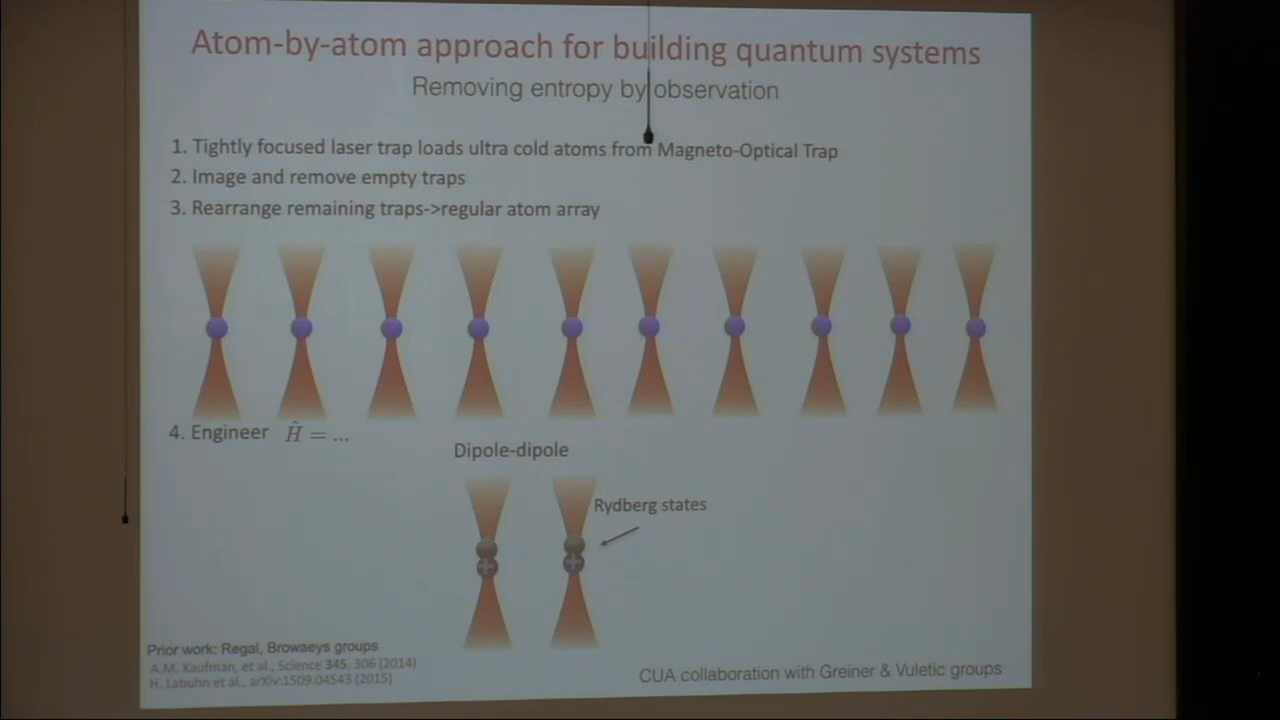 Atom-by-atom approach for building quantum systems
Removing entropy by observation
1. Tightly focused laser trap loads ultra cold atoms from Magneto-Optical Trap
2. Image and remove empty traps
3. Rearrange remaining traps->regular atom array
4. Engineer Ĥ = ...
Dipole-dipole
Rydberg states
+ +
Prior work: Regal, Browaeys groups
A.M. Kaufman, et al., Science 345, 306 (2014)
H. Labuhn et al., arXiv:1509.04543 (2015)
CUA collaboration with Greiner & Vuletic groups